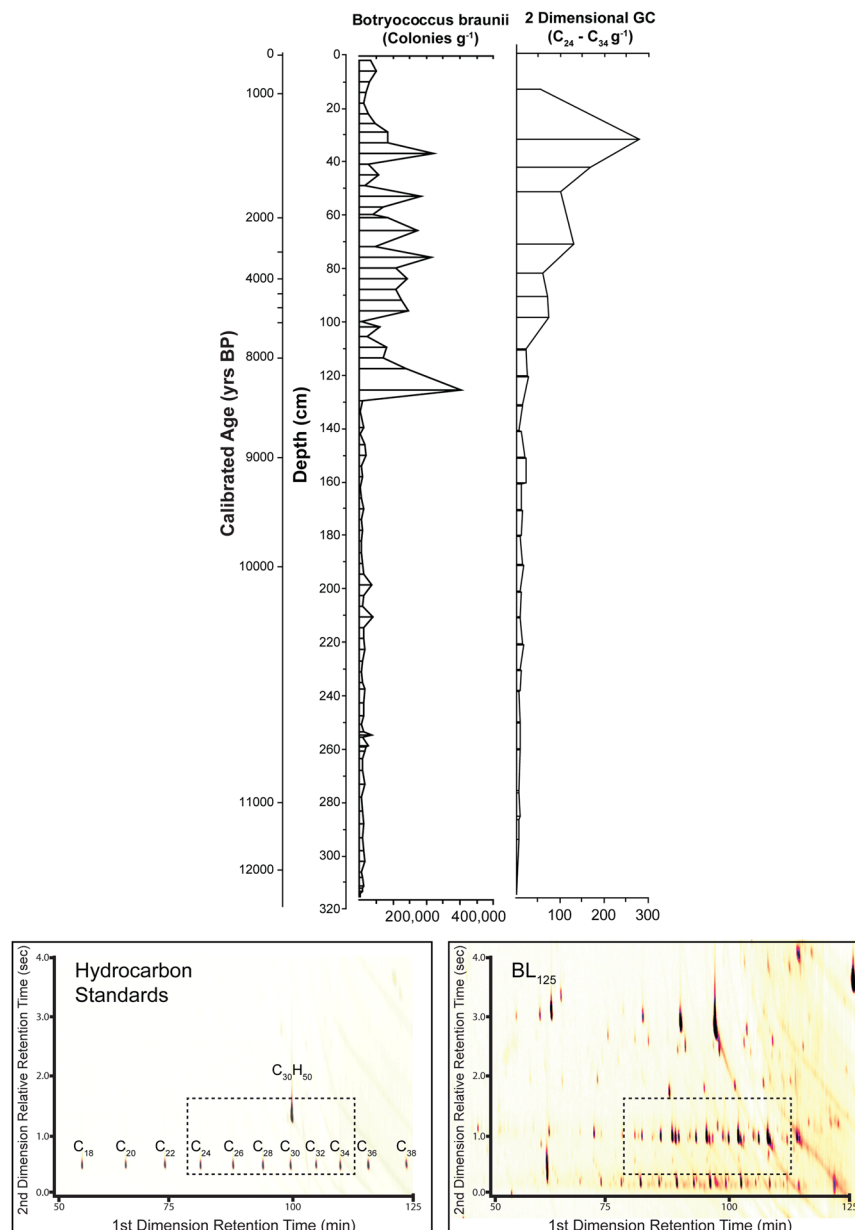 Botryococcus braunii
(Colonies g⁻¹)
2 Dimensional GC
(C₂₄ - C₃₄ g⁻¹)
Calibrated Age (yrs BP)
0
1000
2000
4000
8000
9000
10000
11000
12000
Depth (cm)
0
20
40
60
80
100
120
140
160
180
200
220
240
260
280
300
320
200,000 400,000
100 200 300
Hydrocarbon
Standards
2nd Dimension Relative Retention Time (sec)
4.0
3.0
2.0
1.0
0.0
C₃₀H₅₀
C₁₈ C₂₀ C₂₂ C₂₄ C₂₆ C₂₈ C₃₀ C₃₂ C₃₄ C₃₆ C₃₈
50 75 100 125
1st Dimension Retention Time (min)
BL₁₂₅
2nd Dimension Relative Retention Time (sec)
4.0
3.0
2.0
1.0
0.0
50 75 100 125
1st Dimension Retention Time (min)